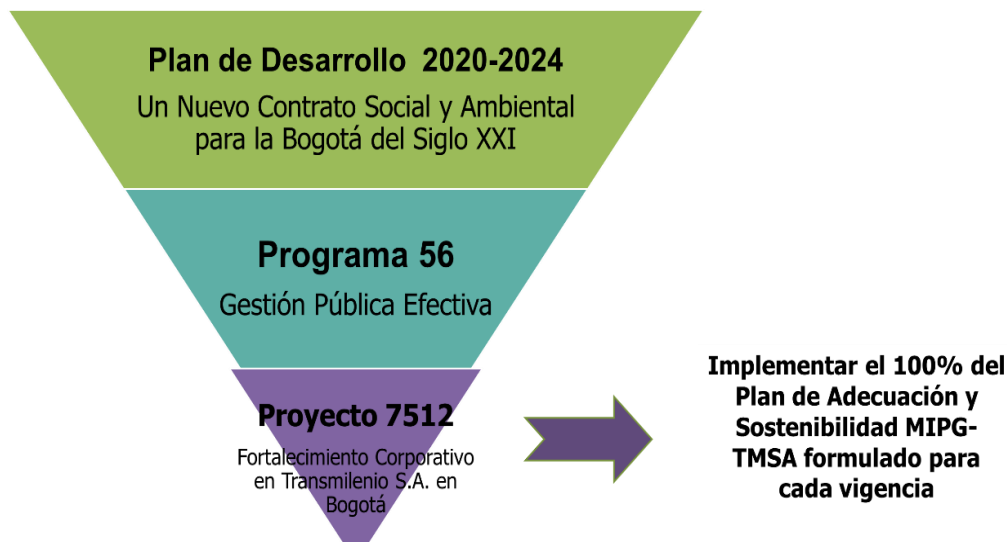 Plan de Desarrollo 2020-2024
Un Nuevo Contrato Social y Ambiental
para la Bogotá del Siglo XXI
Programa 56
Gestión Pública Efectiva
Proyecto 7512
Fortalecimiento Corporativo
en Transmilenio S.A. en
Bogotá
Implementar el 100% del
Plan de Adecuación y
Sostenibilidad MIPG-
TMSA formulado para
cada vigencia